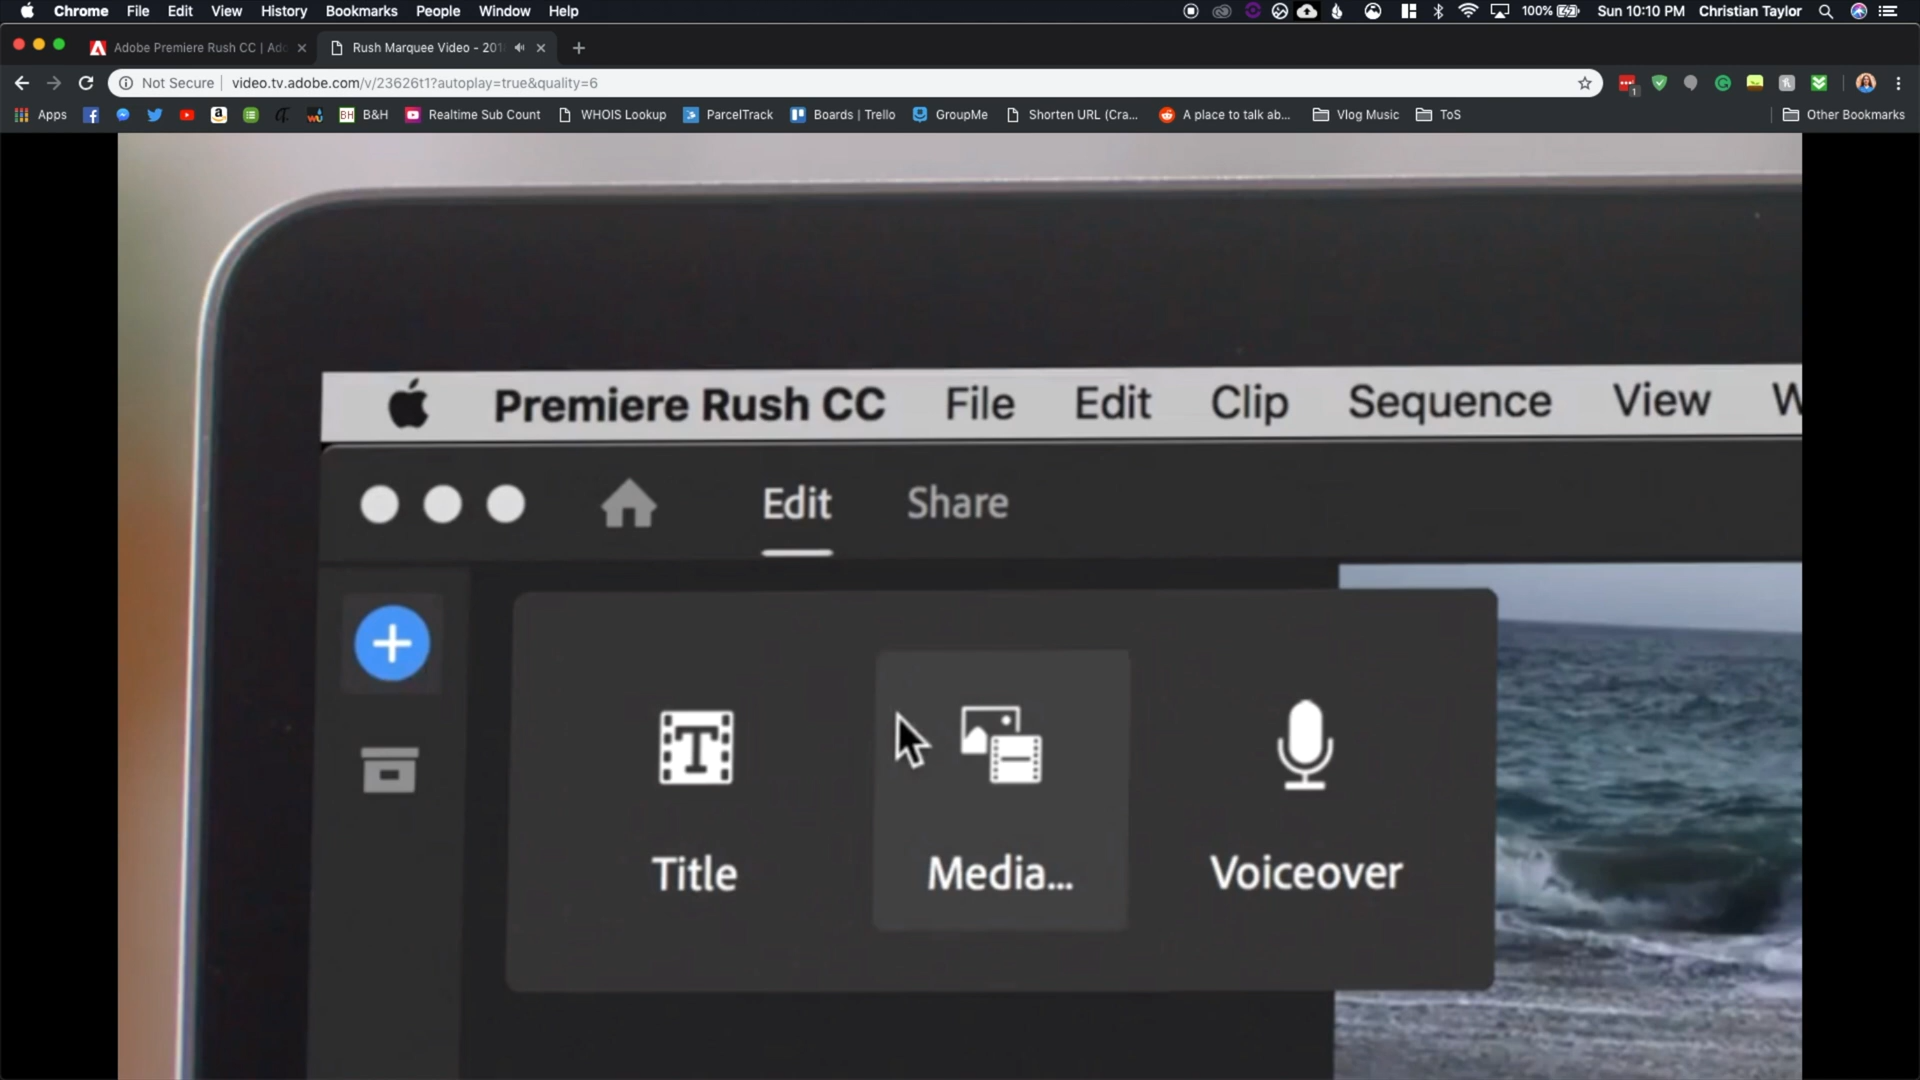 Chrome File Edit View History Bookmarks People Window Help 100% Sun 10:10 PM Christian Taylor
Adobe Premiere Rush CC | Ado Rush Marquee Video - 201
Not Secure | video.tv.adobe.com/v/23626t1?autoplay=true&quality=6
Apps B&H Realtime Sub Count WHOIS Lookup ParcelTrack Boards | Trello GroupMe Shorten URL (Cra... A place to talk ab... Vlog Music ToS Other Bookmarks
Premiere Rush CC File Edit Clip Sequence View W
Edit Share
Title Media... Voiceover